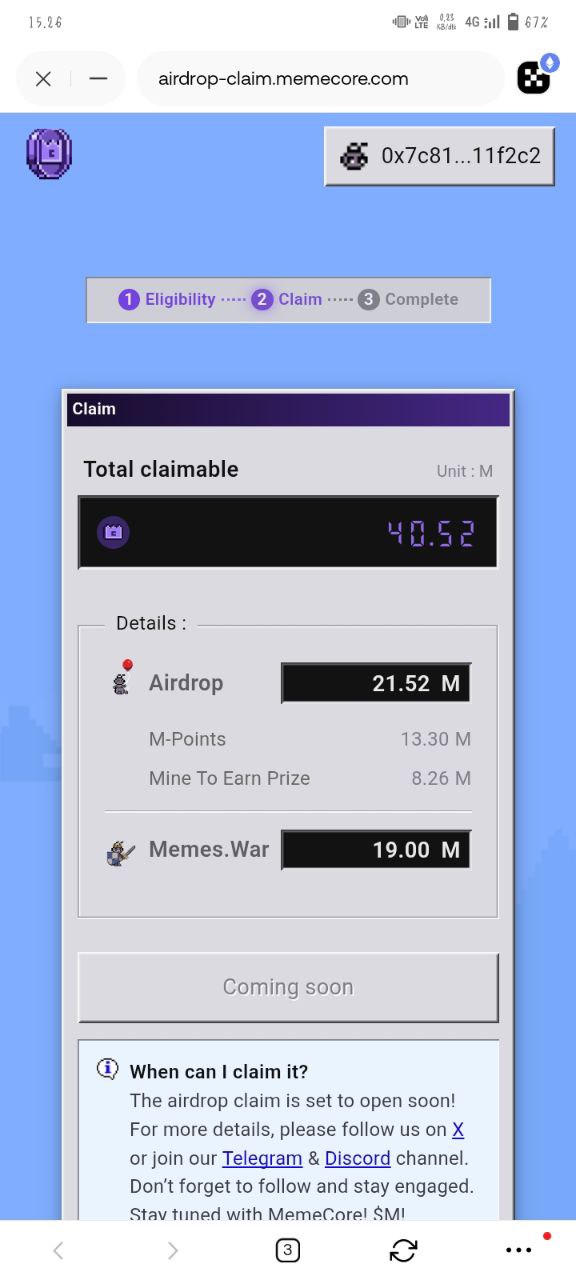 15.26
Vo)) LTE 0,23 KB/dtk 4G 67%
airdrop-claim.memecore.com
0x7c81...11f2c2
1 Eligibility ····· 2 Claim ····· 3 Complete
Claim
Total claimable Unit : M
40.52
Details :
Airdrop 21.52 M
M-Points 13.30 M
Mine To Earn Prize 8.26 M
Memes.War 19.00 M
Coming soon
When can I claim it?
The airdrop claim is set to open soon!
For more details, please follow us on X
or join our Telegram & Discord channel.
Don't forget to follow and stay engaged.
Stay tuned with MemeCore! $M!
3